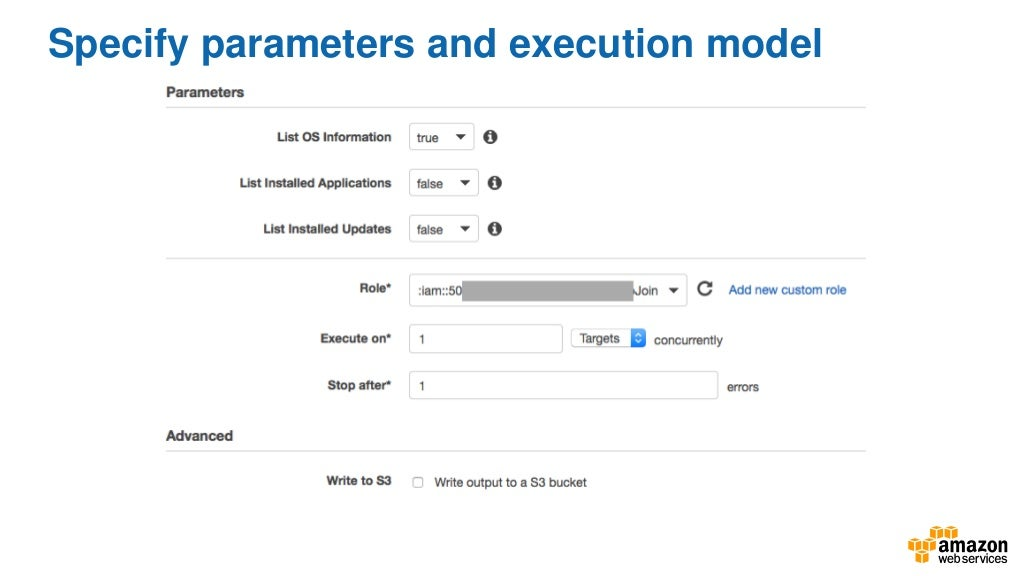 Specify parameters and execution model
Parameters
List OS Information true
List Installed Applications false
List Installed Updates false
Role* :iam::50 Join Add new custom role
Execute on* 1 Targets concurrently
Stop after* 1 errors
Advanced
Write to S3 Write output to a S3 bucket
amazon
web services